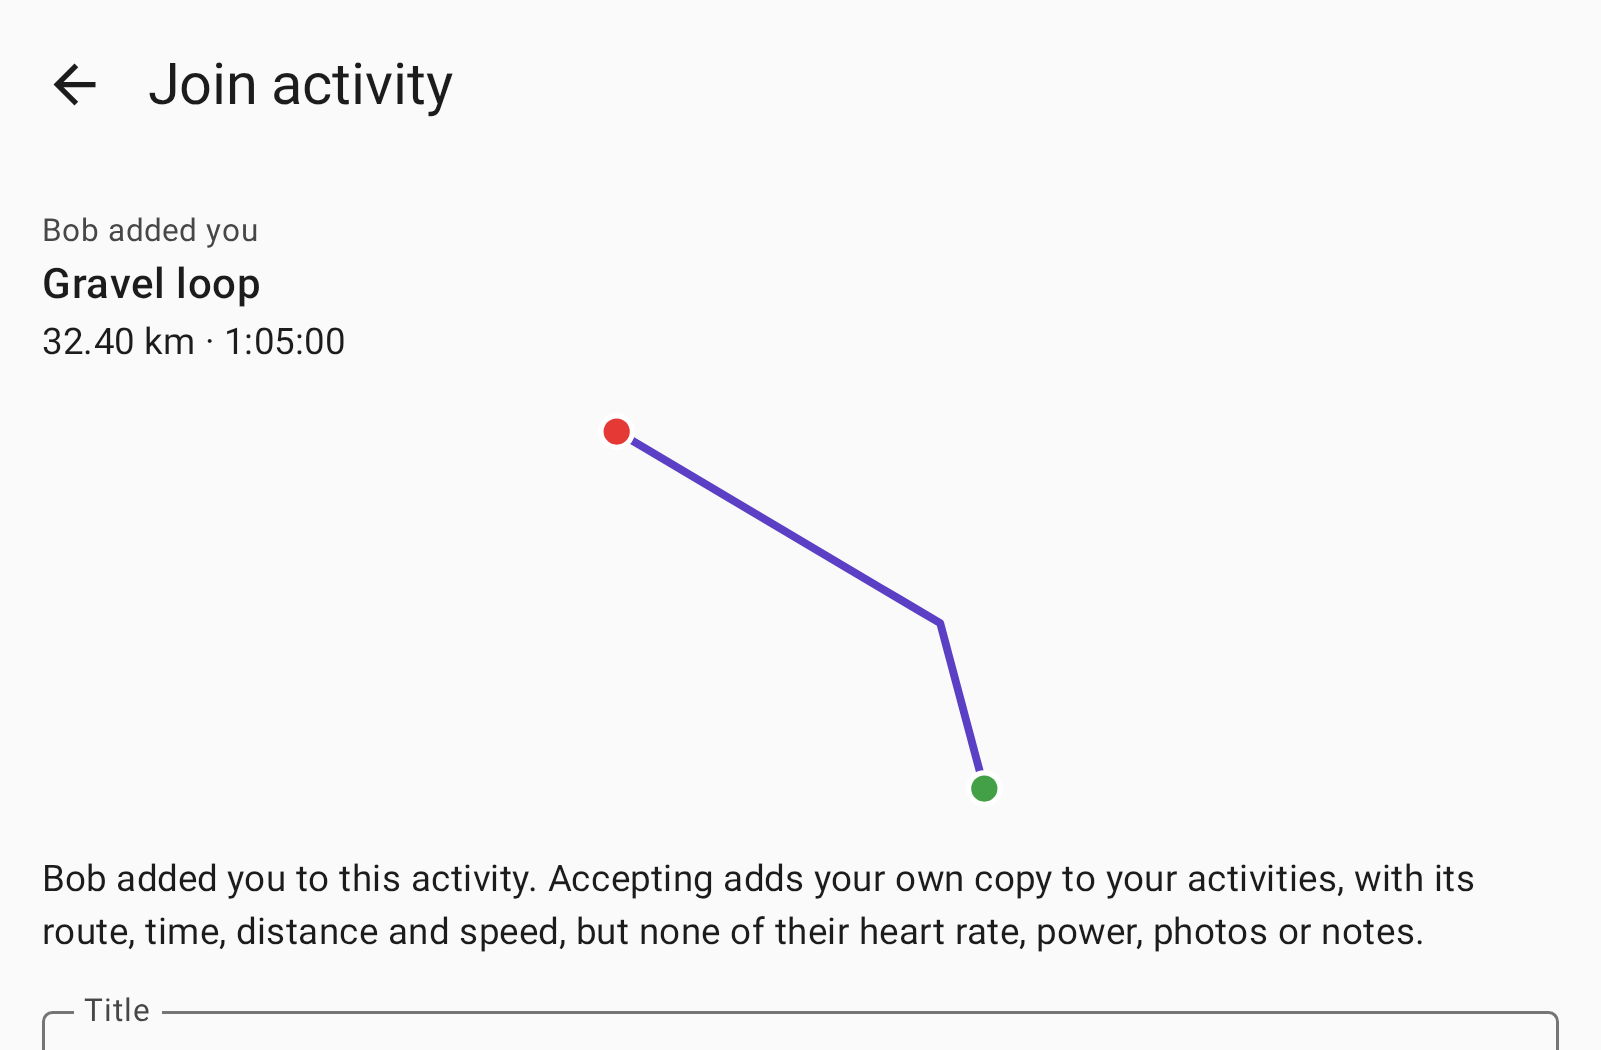 Join activity
Bob added you
Gravel loop
32.40 km · 1:05:00
Bob added you to this activity. Accepting adds your own copy to your activities, with its
route, time, distance and speed, but none of their heart rate, power, photos or notes.
Title